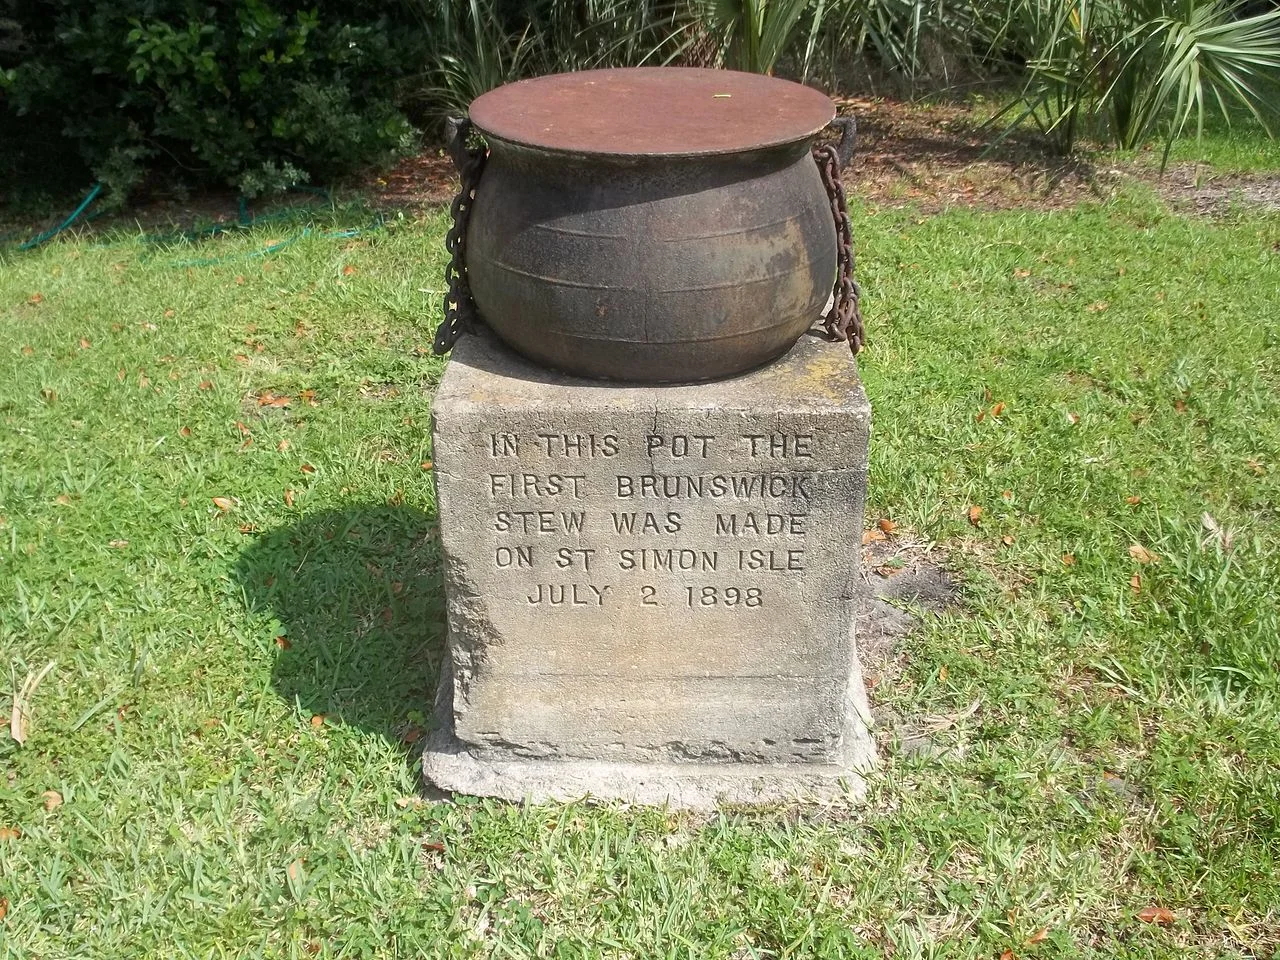 IN THIS POT THE
FIRST BRUNSWICK
STEW WAS MADE
ON ST SIMON ISLE
JULY 2 1898